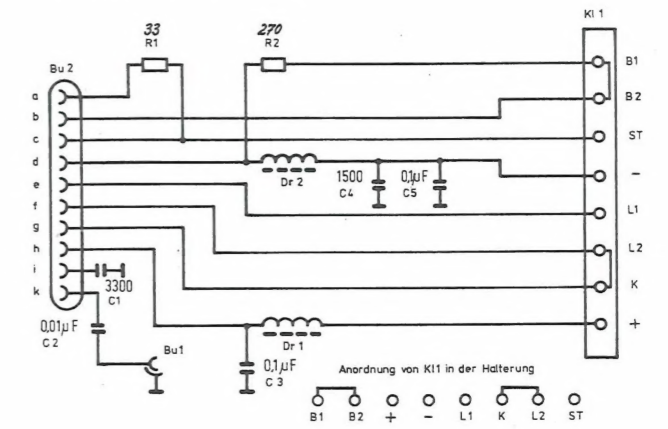 Kl 1
33
R1
270
R2
Bu 2
a
b
c
d
e
f
g
h
i
k
B1
B2
ST
−
L1
L2
K
+
Dr 2
1500
C4
0,1µF
C5
3300
C1
0,01µF
C2
Bu1
Dr 1
0,1µF
C3
Anordnung von Kl1 in der Halterung
B1 B2 + − L1 K L2 ST